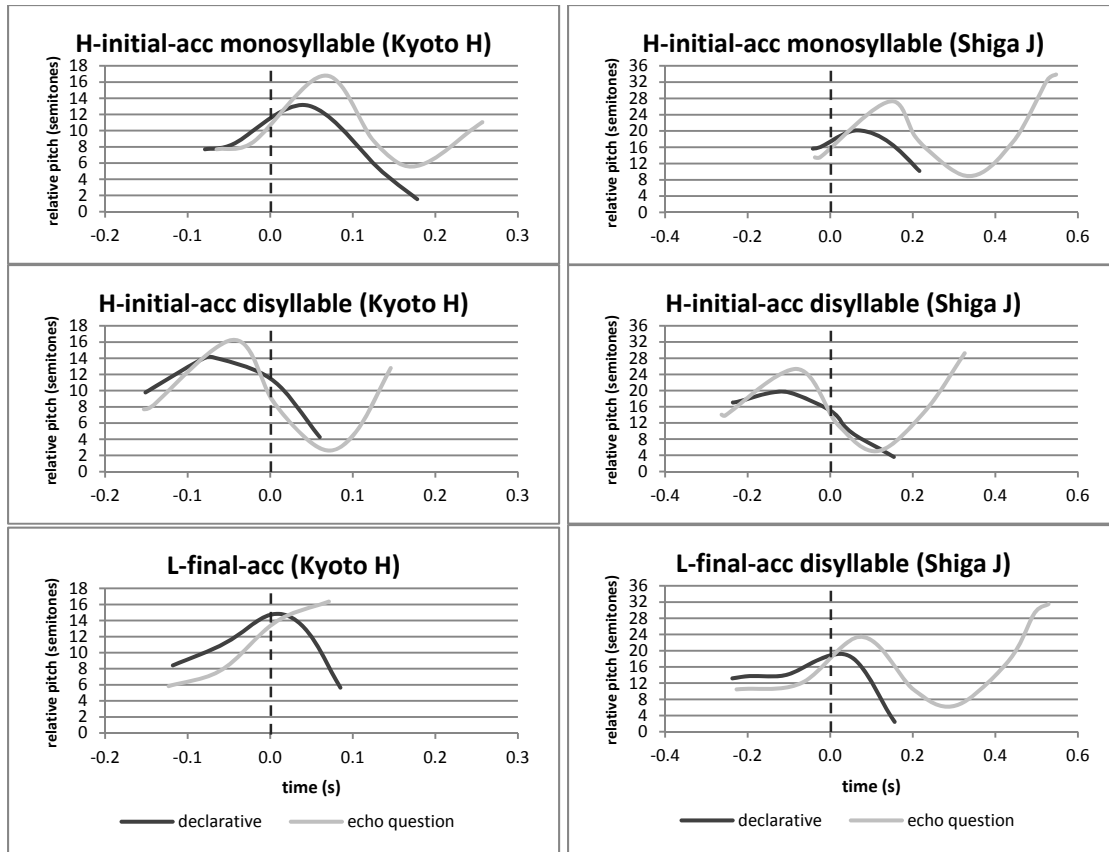 H-initial-acc monosyllable (Kyoto H)
relative pitch (semitones)
18
16
14
12
10
8
6
4
2
0
-0.2 -0.1 0.0 0.1 0.2 0.3
H-initial-acc monosyllable (Shiga J)
relative pitch (semitones)
36
32
28
24
20
16
12
8
4
0
-0.4 -0.2 0.0 0.2 0.4 0.6
H-initial-acc disyllable (Kyoto H)
relative pitch (semitones)
18
16
14
12
10
8
6
4
2
0
-0.2 -0.1 0.0 0.1 0.2 0.3
H-initial-acc disyllable (Shiga J)
relative pitch (semitones)
36
32
28
24
20
16
12
8
4
0
-0.4 -0.2 0.0 0.2 0.4 0.6
L-final-acc (Kyoto H)
relative pitch (semitones)
18
16
14
12
10
8
6
4
2
0
-0.2 -0.1 0.0 0.1 0.2 0.3
time (s)
declarative echo question
L-final-acc disyllable (Shiga J)
relative pitch (semitones)
36
32
28
24
20
16
12
8
4
0
-0.4 -0.2 0.0 0.2 0.4 0.6
time (s)
declarative echo question